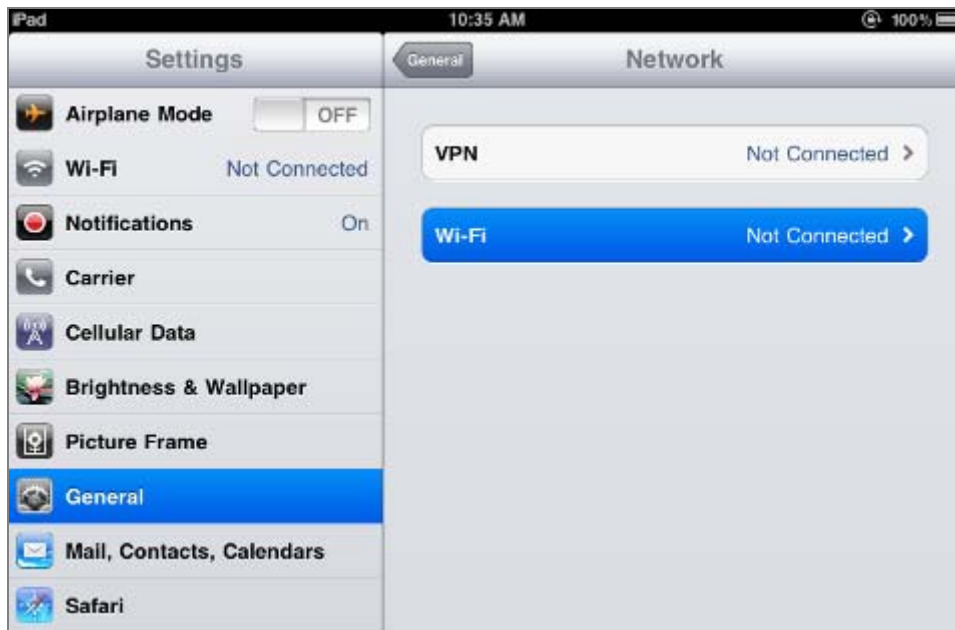 iPad 10:35 AM 100%
Settings
Airplane Mode OFF
Wi-Fi Not Connected
Notifications On
Carrier
Cellular Data
Brightness & Wallpaper
Picture Frame
General
Mail, Contacts, Calendars
Safari
General Network
VPN Not Connected
Wi-Fi Not Connected